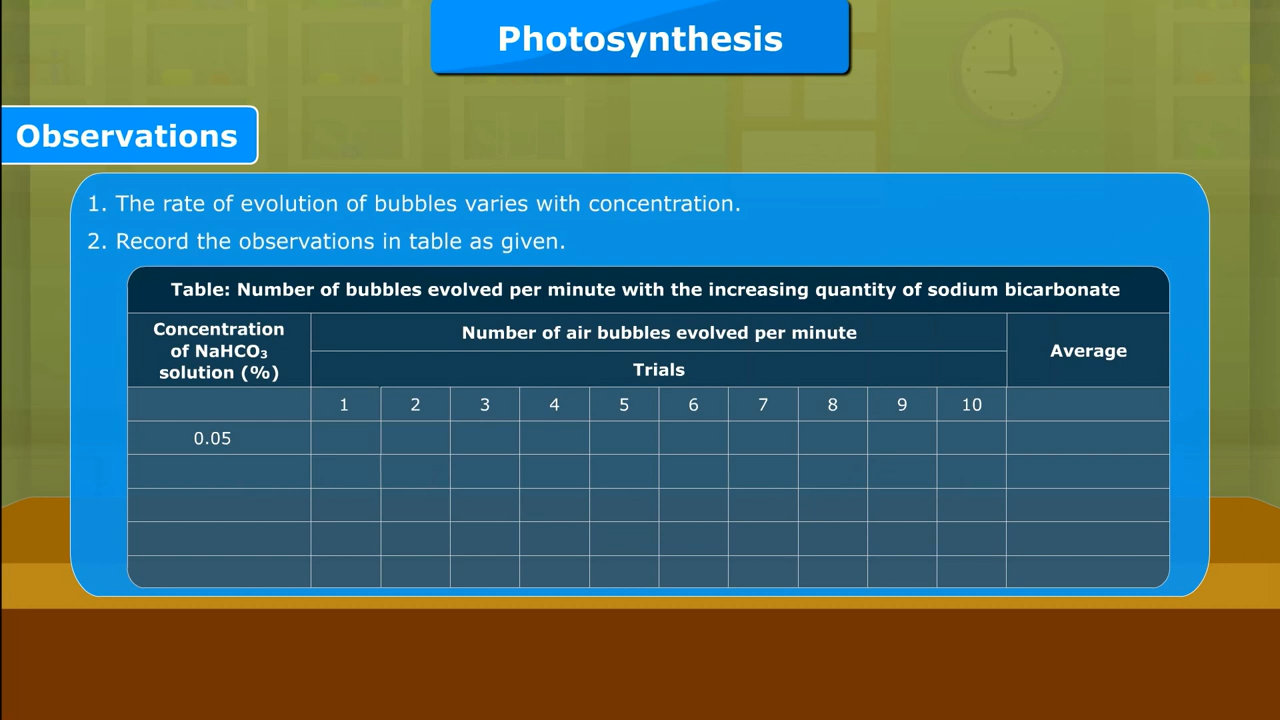 Photosynthesis
Observations
1. The rate of evolution of bubbles varies with concentration.
2. Record the observations in table as given.
Table: Number of bubbles evolved per minute with the increasing quantity of sodium bicarbonate
Concentration
of NaHCO₃
solution (%)
Number of air bubbles evolved per minute
Trials
Average
1 2 3 4 5 6 7 8 9 10
0.05